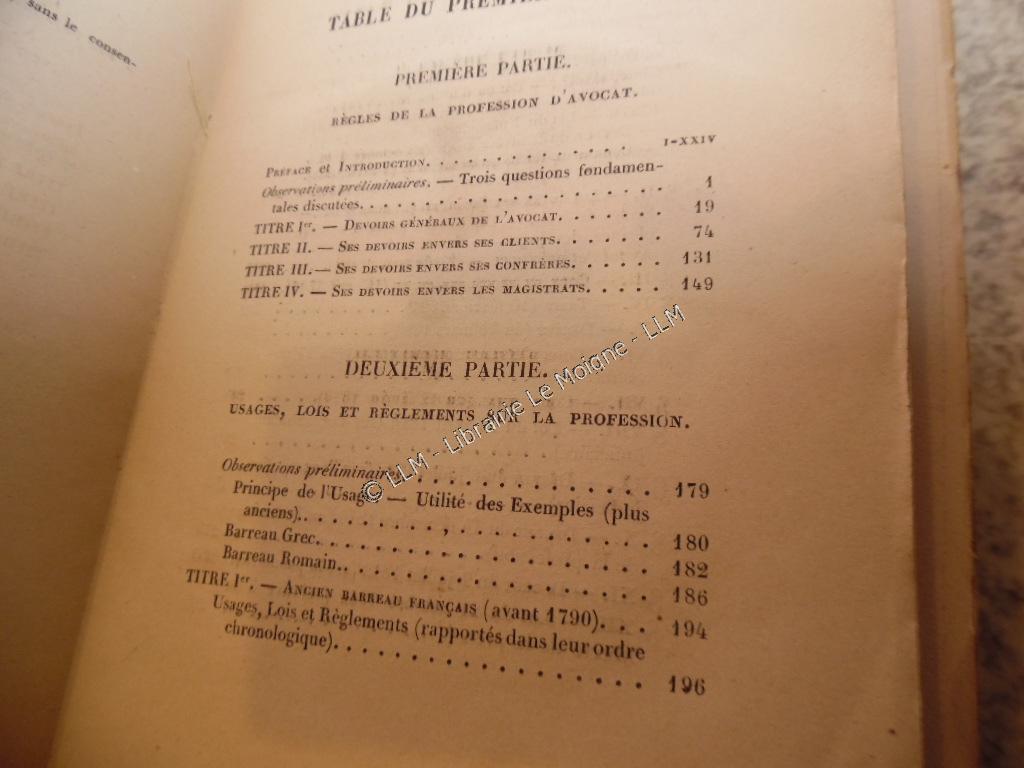 sans le consen-
TABLE DU PREMIER
PREMIÈRE PARTIE.
RÈGLES DE LA PROFESSION D'AVOCAT.
PRÉFACE et INTRODUCTION. . . . . . . . . . . . . I-XXIV
Observations préliminaires. — Trois questions fondamen-
tales discutées. . . . . . . . . . . . . . . . . 1
TITRE Ier. — DEVOIRS GÉNÉRAUX DE L'AVOCAT. . . . . . . 19
TITRE II. — SES DEVOIRS ENVERS SES CLIENTS. . . . . . . 74
TITRE III. — SES DEVOIRS ENVERS SES CONFRÈRES. . . . . . 131
TITRE IV. — SES DEVOIRS ENVERS LES MAGISTRATS. . . . . 149
DEUXIÈME PARTIE.
USAGES, LOIS ET RÈGLEMENTS SUR LA PROFESSION.
Observations préliminaires. . . . . . . . . . . . . 179
Principe de l'Usage — Utilité des Exemples (plus
anciens). . . . . . . . . . . . . . . . . . . 180
Barreau Grec. . . . . . . . . . . . . . . . . . 182
Barreau Romain. . . . . . . . . . . . . . . . . 186
TITRE Ier. — ANCIEN BARREAU FRANÇAIS (avant 1790). . . . 194
Usages, Lois et Règlements (rapportés dans leur ordre
chronologique). . . . . . . . . . . . . . . . . 196
© LLM - Librairie Le Moigne - LLM